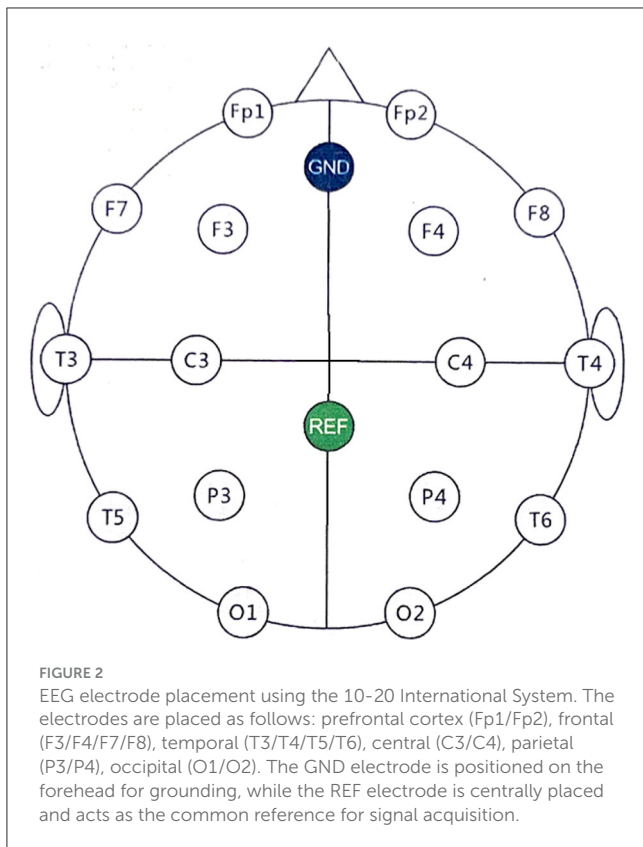 Fp1 Fp2
GND
F7 F3 F4 F8
T3 C3 C4 T4
REF
T5 P3 P4 T6
O1 O2
FIGURE 2
EEG electrode placement using the 10-20 International System. The
electrodes are placed as follows: prefrontal cortex (Fp1/Fp2), frontal
(F3/F4/F7/F8), temporal (T3/T4/T5/T6), central (C3/C4), parietal
(P3/P4), occipital (O1/O2). The GND electrode is positioned on the
forehead for grounding, while the REF electrode is centrally placed
and acts as the common reference for signal acquisition.